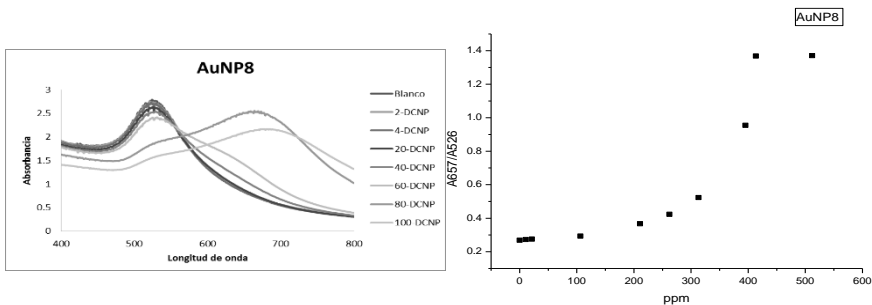 AuNP8
Absorbancia
3
2.5
2
1.5
1
0.5
0
400
500
600
700
800
Longitud de onda
Blanco
2-DCNP
4-DCNP
20-DCNP
40-DCNP
60-DCNP
80-DCNP
100-DCNP
AuNP8
A657/A526
1.4
1.2
1.0
0.8
0.6
0.4
0.2
0
100
200
300
400
500
600
ppm